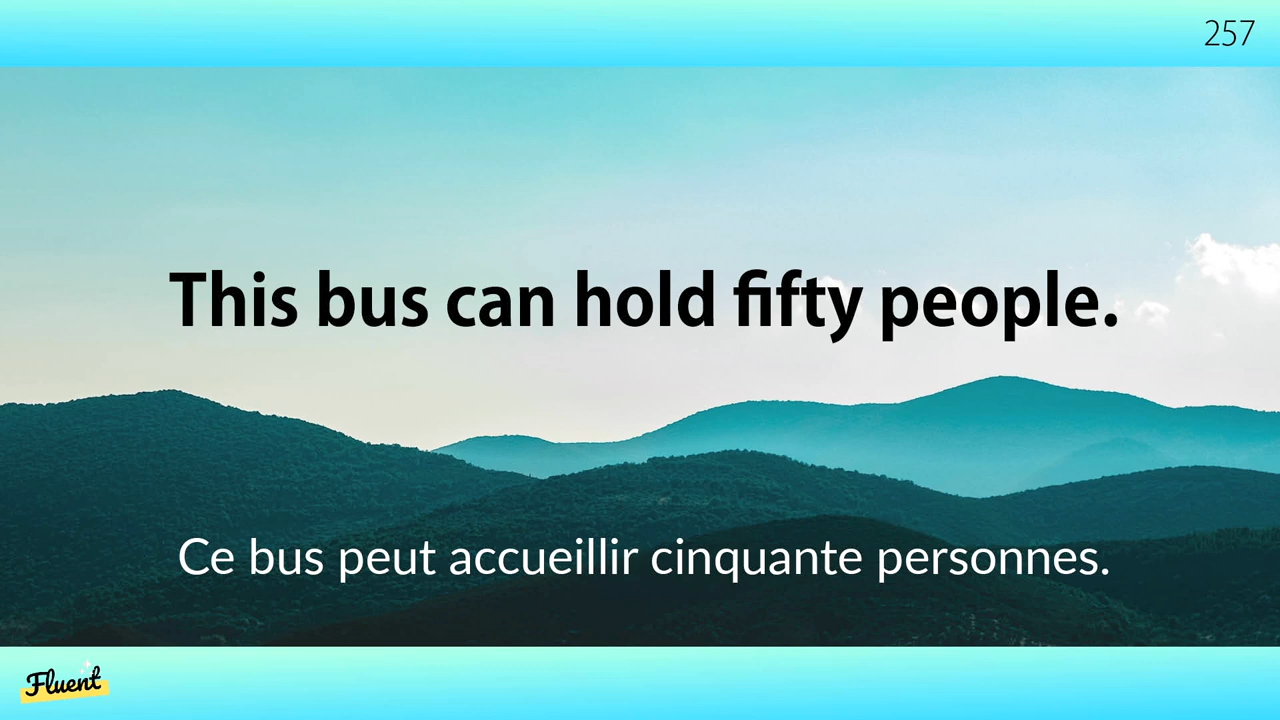 257
This bus can hold fifty people.
Ce bus peut accueillir cinquante personnes.
Fluent